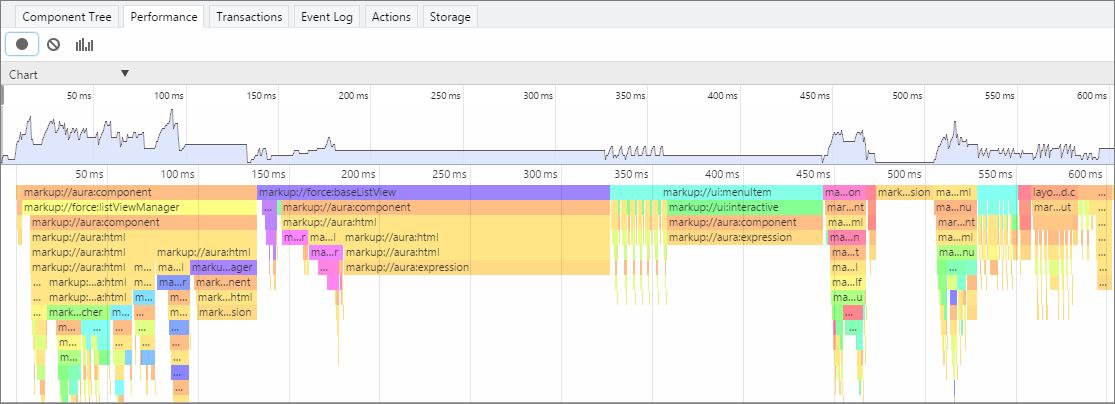 Component Tree Performance Transactions Event Log Actions Storage
Chart
50 ms 100 ms 150 ms 200 ms 250 ms 300 ms 350 ms 400 ms 450 ms 500 ms 550 ms 600 ms
50 ms 100 ms 150 ms 200 ms 250 ms 300 ms 350 ms 400 ms 450 ms 500 ms 550 ms 600 ms
markup://aura:component markup://force:baseListView markup://ui:menuItem ma...on mark...sion ma...ml layo...d.c ...
markup://force:listViewManager ... markup://aura:component markup://ui:interactive mar...nt ma...nu mar...ut ...
markup://aura:component markup://aura:html markup://aura:component ma...ml mar...nt ...
markup://aura:html m...r ma...l markup://aura:html markup://aura:expression ma...n ma...ml ...
markup://aura:html markup://aura:html ma...r markup://aura:html ma...t ma...nu ...
markup://aura:html m... ma...l marku...ager ... markup://aura:expression ma...l ... ...
markup:...a:html m... ma...r mark...nent ma...lf ...
markup:...a:html m... ... mark...html ma...u
mark...cher ... m... ... mark...sion ...
m... ... ... ... ... ...
m... ...
m... ...
...
...